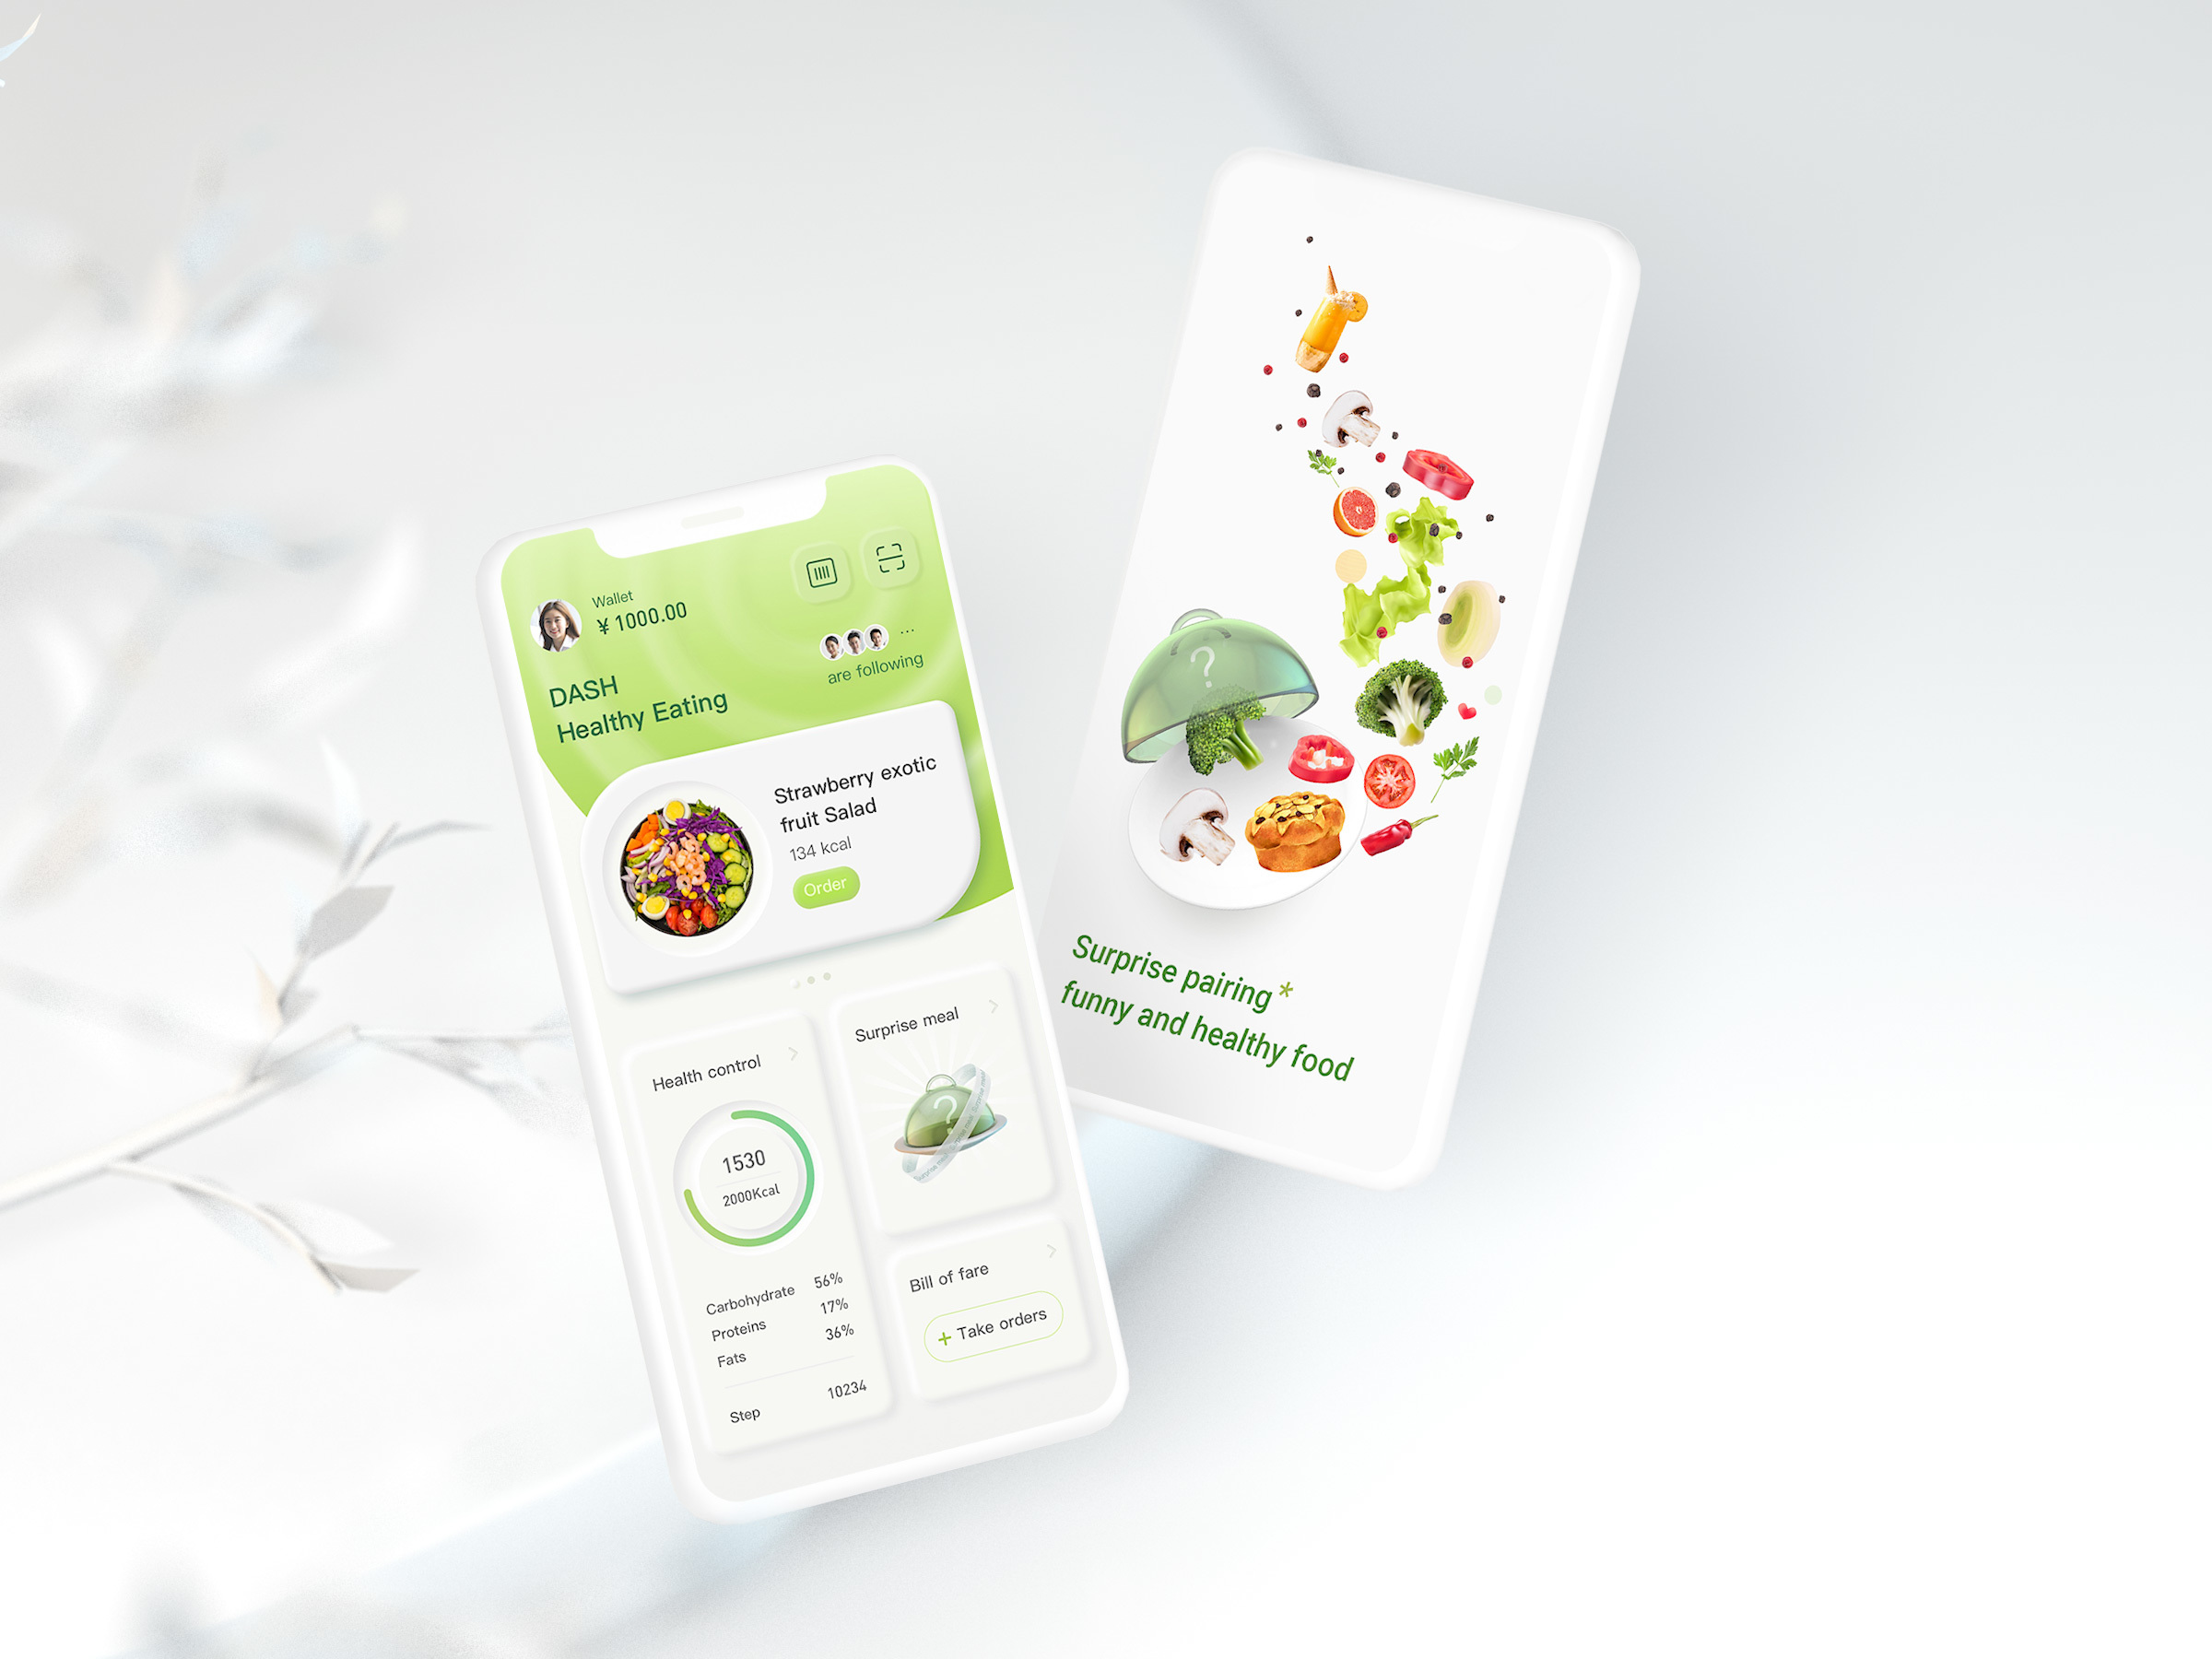 Wallet
¥ 1000.00
...
are following
DASH
Healthy Eating
Strawberry exotic
fruit Salad
134 kcal
Order
Health control
1530
2000Kcal
Carbohydrate 56%
Proteins 17%
Fats 36%
Step 10234
Surprise meal
?
Surprise meal
Bill of fare
+ Take orders
?
Surprise pairing *
funny and healthy food